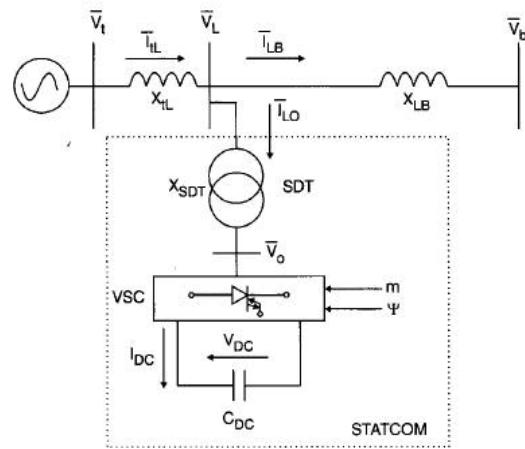 V̄t
V̄L
V̄b
ĪtL
ĪLB
XtL
XLB
ĪLO
XSDT
SDT
V̄o
VSC
m
Ψ
IDC
VDC
CDC
STATCOM